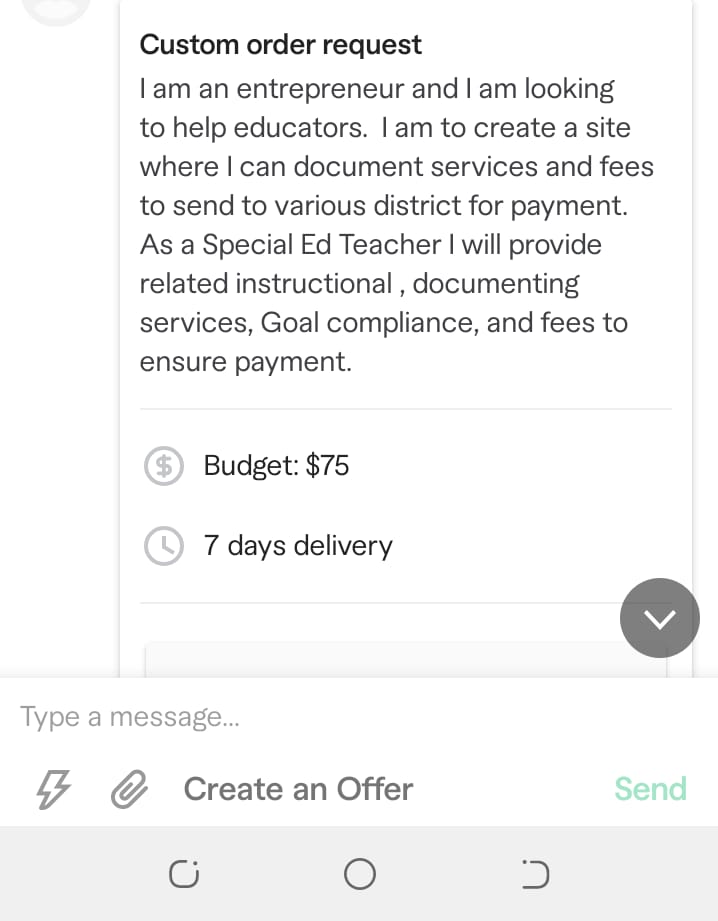 Custom order request
I am an entrepreneur and I am looking
to help educators.  I am to create a site
where I can document services and fees
to send to various district for payment.
As a Special Ed Teacher I will provide
related instructional , documenting
services, Goal compliance, and fees to
ensure payment.
$ Budget: $75
7 days delivery
Type a message...
Create an Offer Send